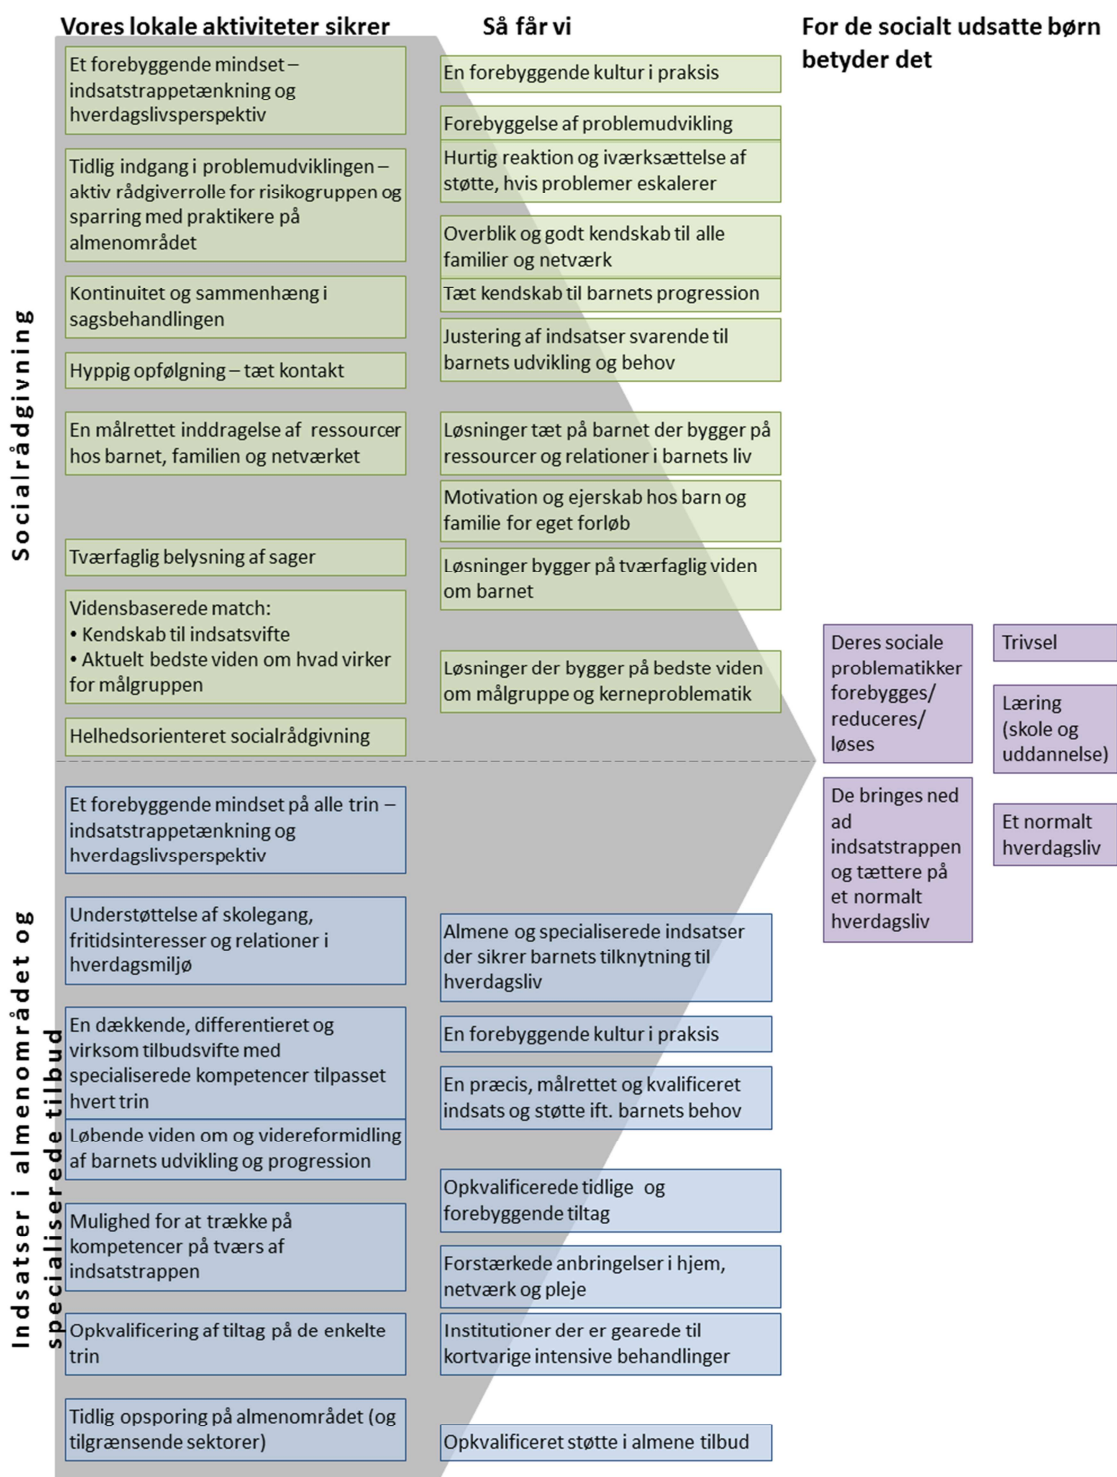 Vores lokale aktiviteter sikrer
Så får vi
For de socialt udsatte børn
betyder det
Socialrådgivning
Et forebyggende mindset –
indsatstrappetænkning og
hverdagslivsperspektiv
Tidlig indgang i problemudviklingen –
aktiv rådgiverrolle for risikogruppen og
sparring med praktikere på
almenområdet
Kontinuitet og sammenhæng i
sagsbehandlingen
Hyppig opfølgning – tæt kontakt
En målrettet inddragelse af ressourcer
hos barnet, familien og netværket
Tværfaglig belysning af sager
Vidensbaserede match:
• Kendskab til indsatsvifte
• Aktuelt bedste viden om hvad virker
for målgruppen
Helhedsorienteret socialrådgivning
En forebyggende kultur i praksis
Forebyggelse af problemudvikling
Hurtig reaktion og iværksættelse af
støtte, hvis problemer eskalerer
Overblik og godt kendskab til alle
familier og netværk
Tæt kendskab til barnets progression
Justering af indsatser svarende til
barnets udvikling og behov
Løsninger tæt på barnet der bygger på
ressourcer og relationer i barnets liv
Motivation og ejerskab hos barn og
familie for eget forløb
Løsninger bygger på tværfaglig viden
om barnet
Løsninger der bygger på bedste viden
om målgruppe og kerneproblematik
Indsatser i almenområdet og
specialiserede tilbud
Et forebyggende mindset på alle trin –
indsatstrappetænkning og
hverdagslivsperspektiv
Understøttelse af skolegang,
fritidsinteresser og relationer i
hverdagsmiljø
En dækkende, differentieret og
virksom tilbudsvifte med
specialiserede kompetencer tilpasset
hvert trin
Løbende viden om og videreformidling
af barnets udvikling og progression
Mulighed for at trække på
kompetencer på tværs af
indsatstrappen
Opkvalificering af tiltag på de enkelte
trin
Tidlig opsporing på almenområdet (og
tilgrænsende sektorer)
Almene og specialiserede indsatser
der sikrer barnets tilknytning til
hverdagsliv
En forebyggende kultur i praksis
En præcis, målrettet og kvalificeret
indsats og støtte ift. barnets behov
Opkvalificerede tidlige og
forebyggende tiltag
Forstærkede anbringelser i hjem,
netværk og pleje
Institutioner der er gearede til
kortvarige intensive behandlinger
Opkvalificeret støtte i almene tilbud
Deres sociale
problematikker
forebygges/
reduceres/
løses
De bringes ned
ad
indsatstrappen
og tættere på
et normalt
hverdagsliv
Trivsel
Læring
(skole og
uddannelse)
Et normalt
hverdagsliv